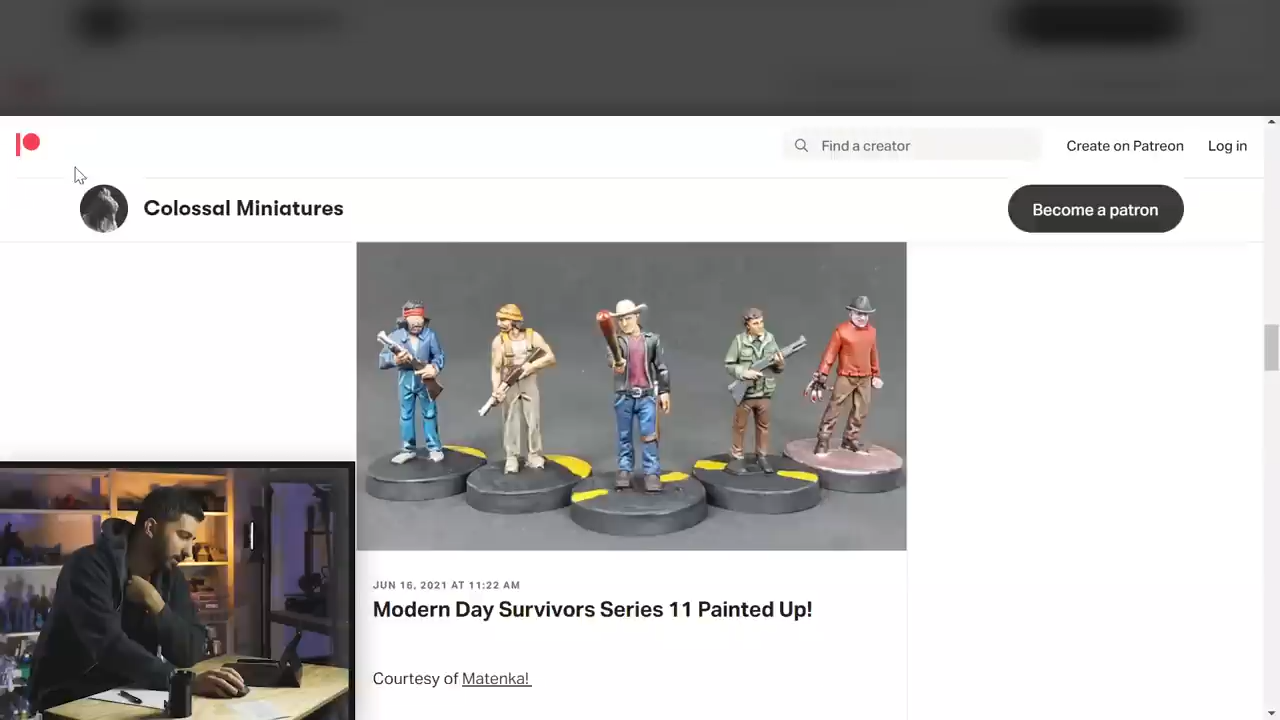 Find a creator
Create on Patreon
Log in
Colossal Miniatures
Become a patron
JUN 16, 2021 AT 11:22 AM
Modern Day Survivors Series 11 Painted Up!
Courtesy of Matenka!